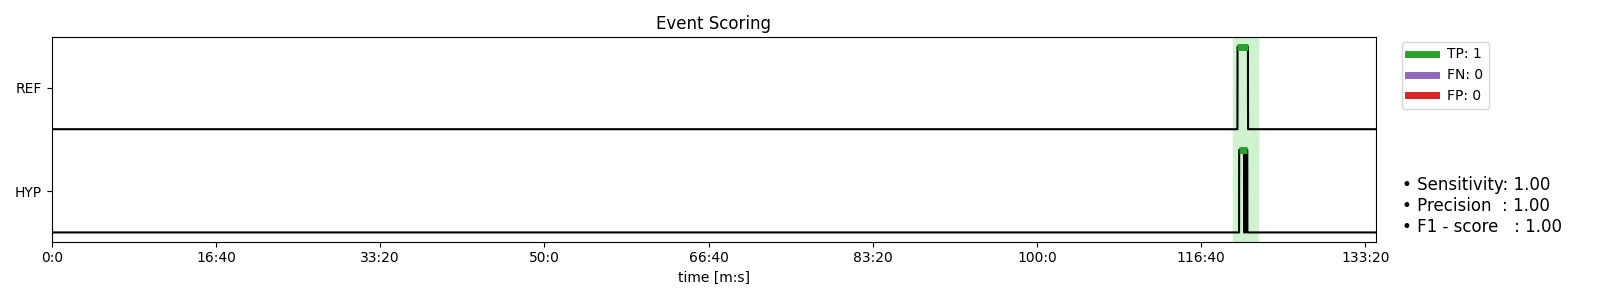 Event Scoring
REF
HYP
0:0
16:40
33:20
50:0
66:40
83:20
100:0
116:40
133:20
time [m:s]
TP: 1
FN: 0
FP: 0
• Sensitivity: 1.00
• Precision : 1.00
• F1 - score : 1.00